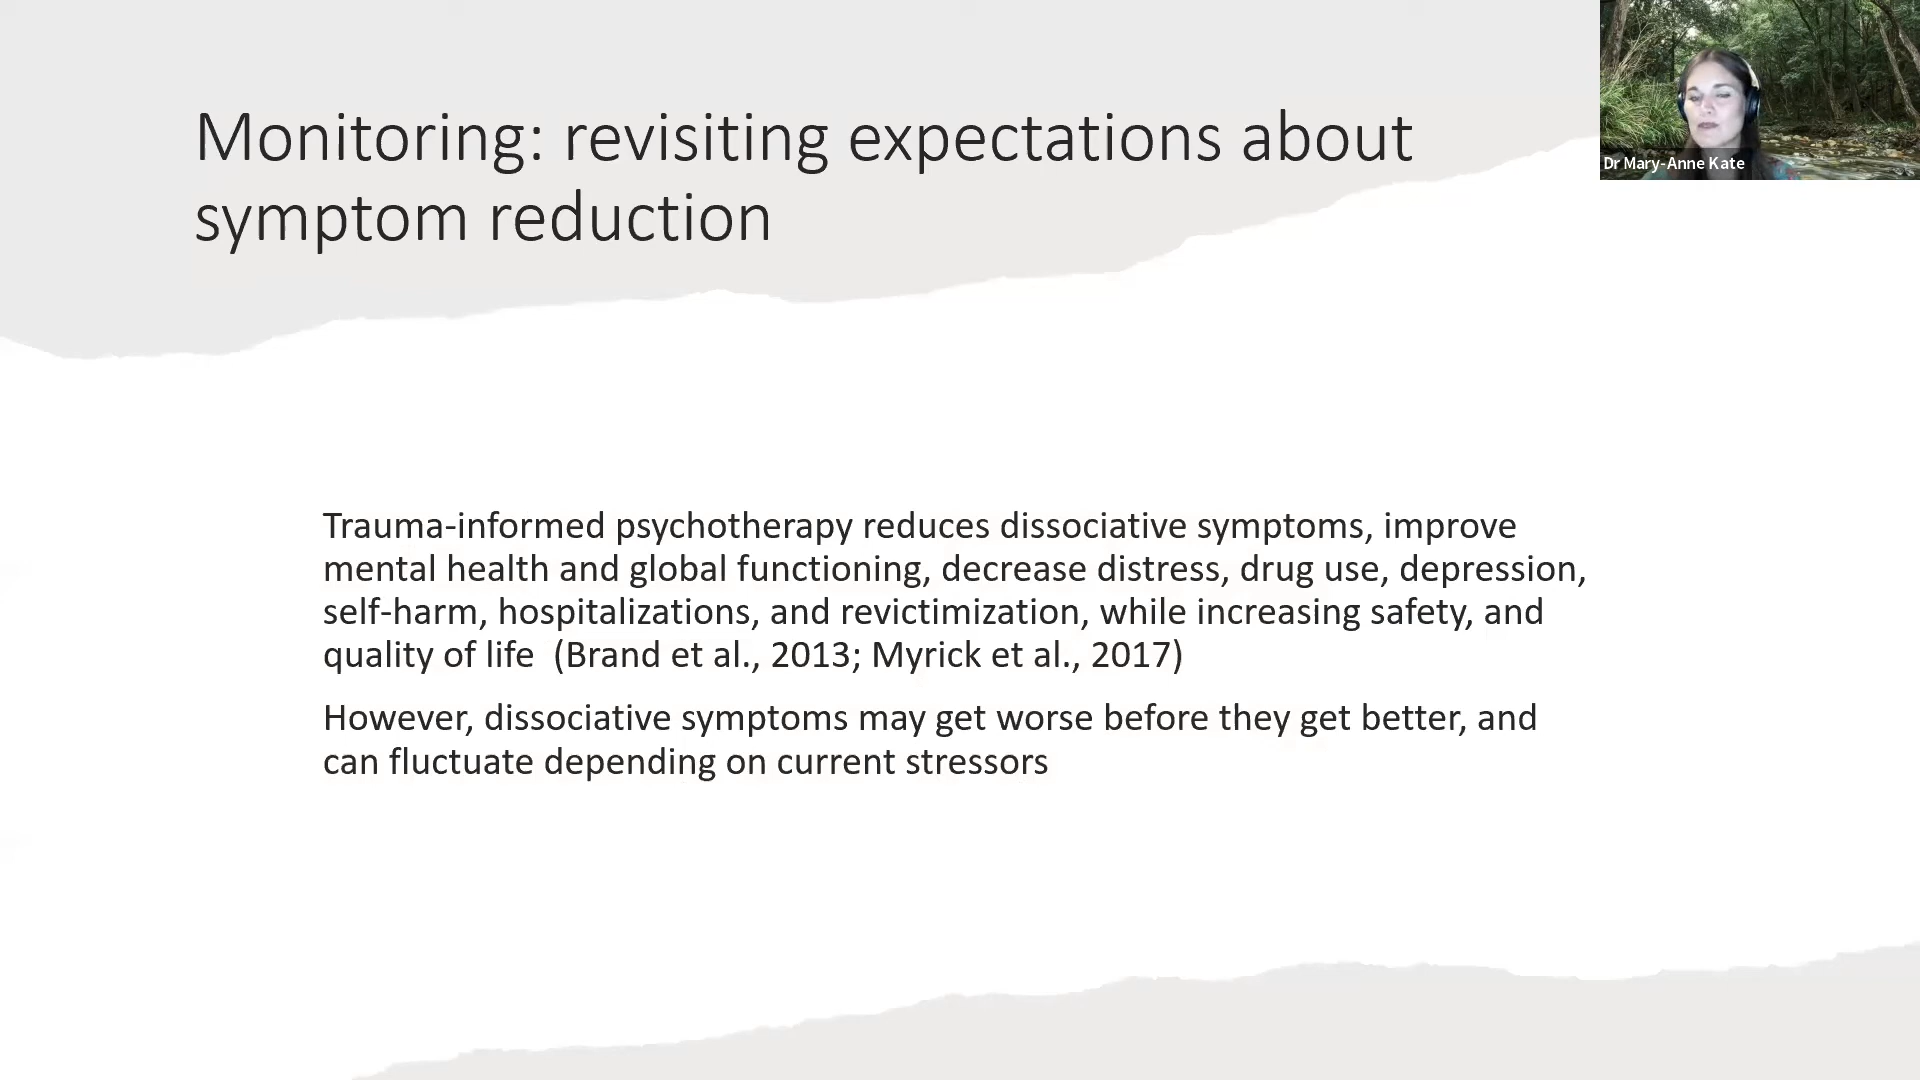 Monitoring: revisiting expectations about
symptom reduction
Dr Mary-Anne Kate
Trauma-informed psychotherapy reduces dissociative symptoms, improve
mental health and global functioning, decrease distress, drug use, depression,
self-harm, hospitalizations, and revictimization, while increasing safety, and
quality of life  (Brand et al., 2013; Myrick et al., 2017)
However, dissociative symptoms may get worse before they get better, and
can fluctuate depending on current stressors